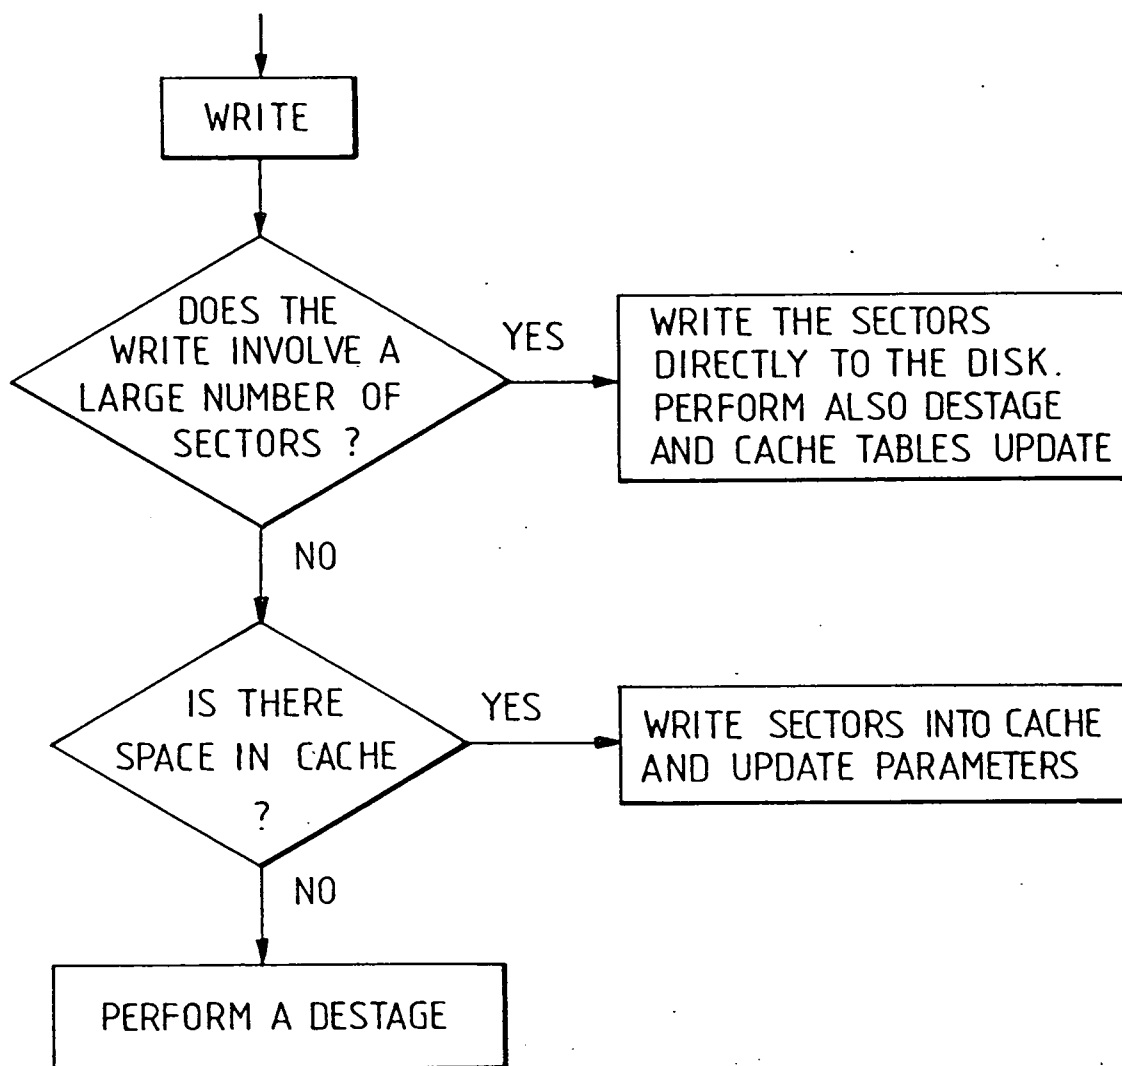 WRITE
DOES THE
WRITE INVOLVE A
LARGE NUMBER OF
SECTORS ?
YES
WRITE THE SECTORS
DIRECTLY TO THE DISK.
PERFORM ALSO DESTAGE
AND CACHE TABLES UPDATE
NO
IS THERE
SPACE IN CACHE
?
YES
WRITE SECTORS INTO CACHE
AND UPDATE PARAMETERS
NO
PERFORM A DESTAGE